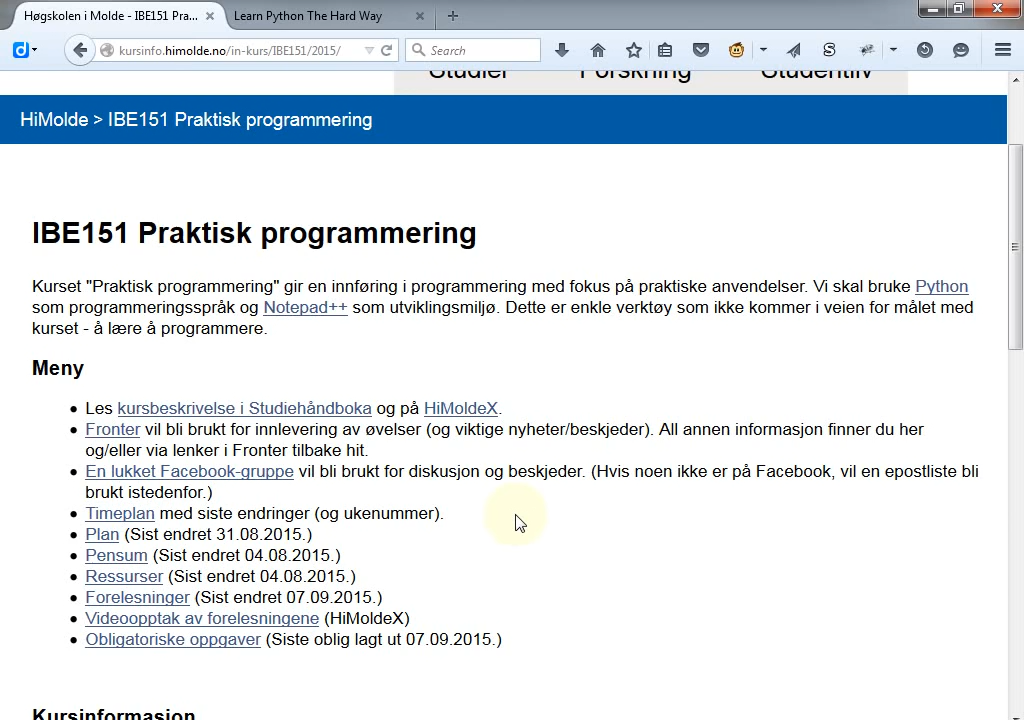 Høgskolen i Molde - IBE151 Pra...
Learn Python The Hard Way
kursinfo.himolde.no/in-kurs/IBE151/2015/
Search
Studier Forskning Studentliv
HiMolde > IBE151 Praktisk programmering
IBE151 Praktisk programmering
Kurset "Praktisk programmering" gir en innføring i programmering med fokus på praktiske anvendelser. Vi skal bruke Python
som programmeringsspråk og Notepad++ som utviklingsmiljø. Dette er enkle verktøy som ikke kommer i veien for målet med
kurset - å lære å programmere.
Meny
Les kursbeskrivelse i Studiehåndboka og på HiMoldeX.
Fronter vil bli brukt for innlevering av øvelser (og viktige nyheter/beskjeder). All annen informasjon finner du her
og/eller via lenker i Fronter tilbake hit.
En lukket Facebook-gruppe vil bli brukt for diskusjon og beskjeder. (Hvis noen ikke er på Facebook, vil en epostliste bli
brukt istedenfor.)
Timeplan med siste endringer (og ukenummer).
Plan (Sist endret 31.08.2015.)
Pensum (Sist endret 04.08.2015.)
Ressurser (Sist endret 04.08.2015.)
Forelesninger (Sist endret 07.09.2015.)
Videoopptak av forelesningene (HiMoldeX)
Obligatoriske oppgaver (Siste oblig lagt ut 07.09.2015.)
Kursinformasjon